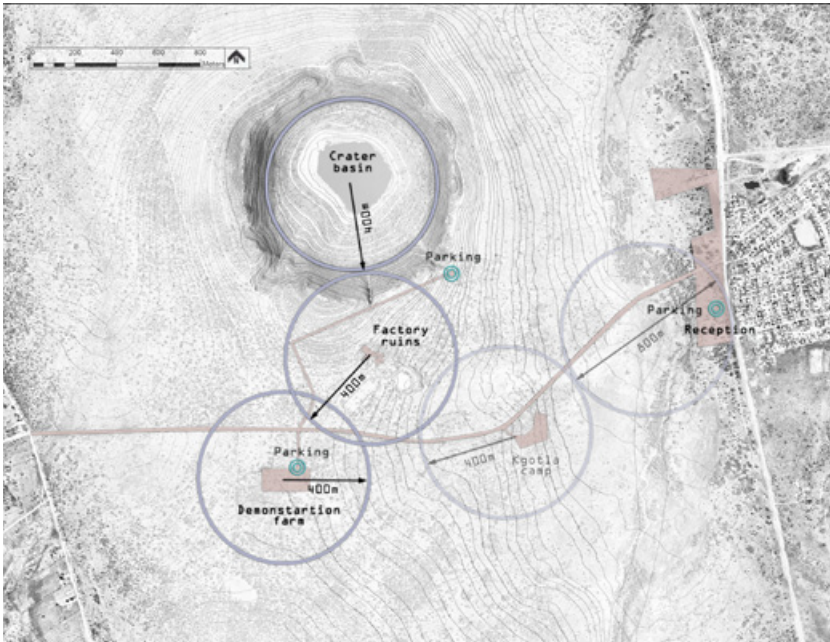 200
400
600
800
Meters
Crater
basin
400m
Parking
Factory
ruins
400m
Parking
Reception
800m
Parking
400m
Demonstartion
farm
400m
Kgotla
camp